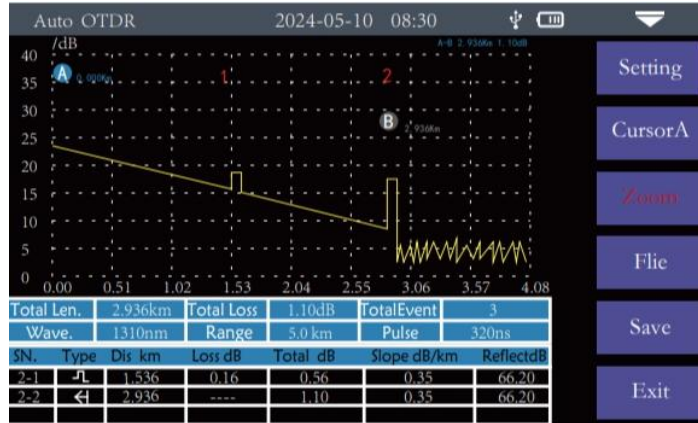 Auto OTDR 2024-05-10 08:30
/dB
A-B 2.936Km 1.10dB
Setting
40
A 0.000Km
1
2
35
30
B 2.936Km
CursorA
25
20
Zoom
15
10
5
Flie
0
0.00 0.51 1.02 1.53 2.04 2.55 3.06 3.57 4.08
Total Len. 2.936km Total Loss 1.10dB TotalEvent 3
Wave. 1310nm Range 5.0 km Pulse 320ns
Save
SN. Type Dis km Loss dB Total dB Slope dB/km ReflectdB
2-1 1.536 0.16 0.56 0.35 66.20
2-2 2.936 ---- 1.10 0.35 66.20
Exit